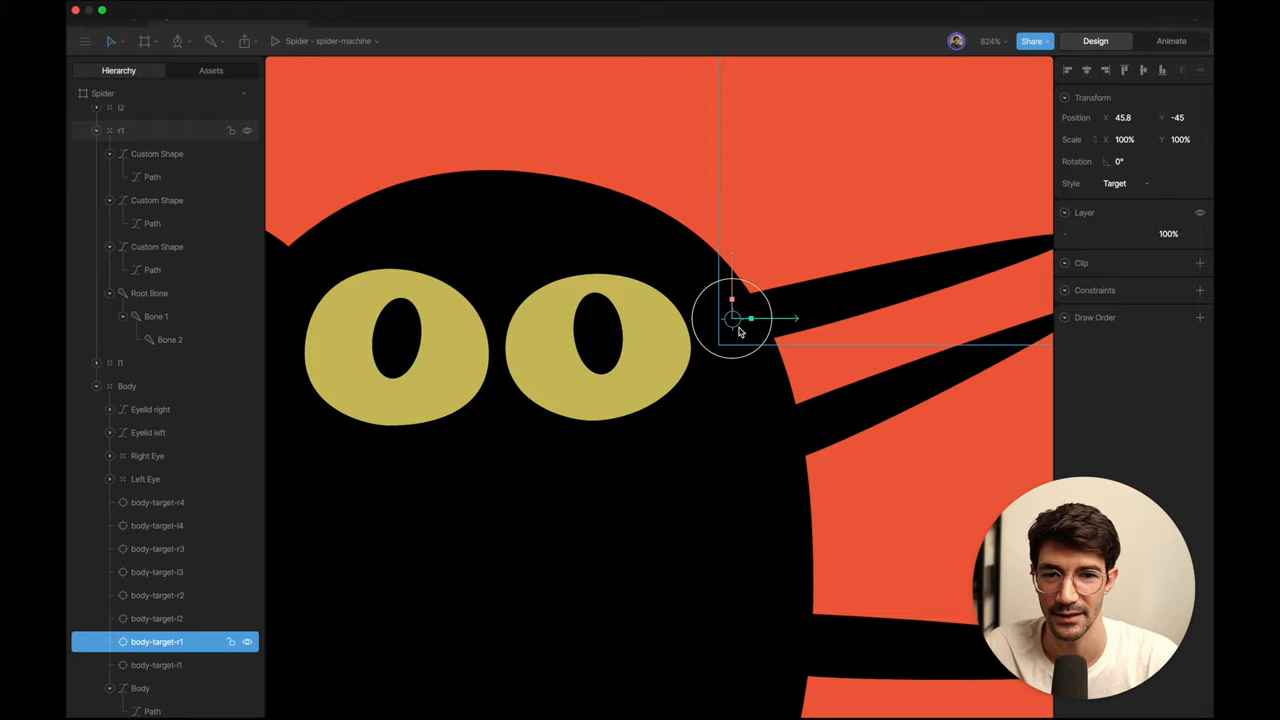 Spider - spider-machine
824%
Share
Design
Animate
Hierarchy
Assets
Spider
l2
r1
Custom Shape
Path
Custom Shape
Path
Custom Shape
Path
Root Bone
Bone 1
Bone 2
l1
Body
Eyelid right
Eyelid left
Right Eye
Left Eye
body-target-r4
body-target-l4
body-target-r3
body-target-l3
body-target-r2
body-target-l2
body-target-r1
body-target-l1
Body
Path
Transform
Position X 45.8 Y -45
Scale X 100% Y 100%
Rotation 0°
Style Target
Layer
- 100%
Clip
Constraints
Draw Order